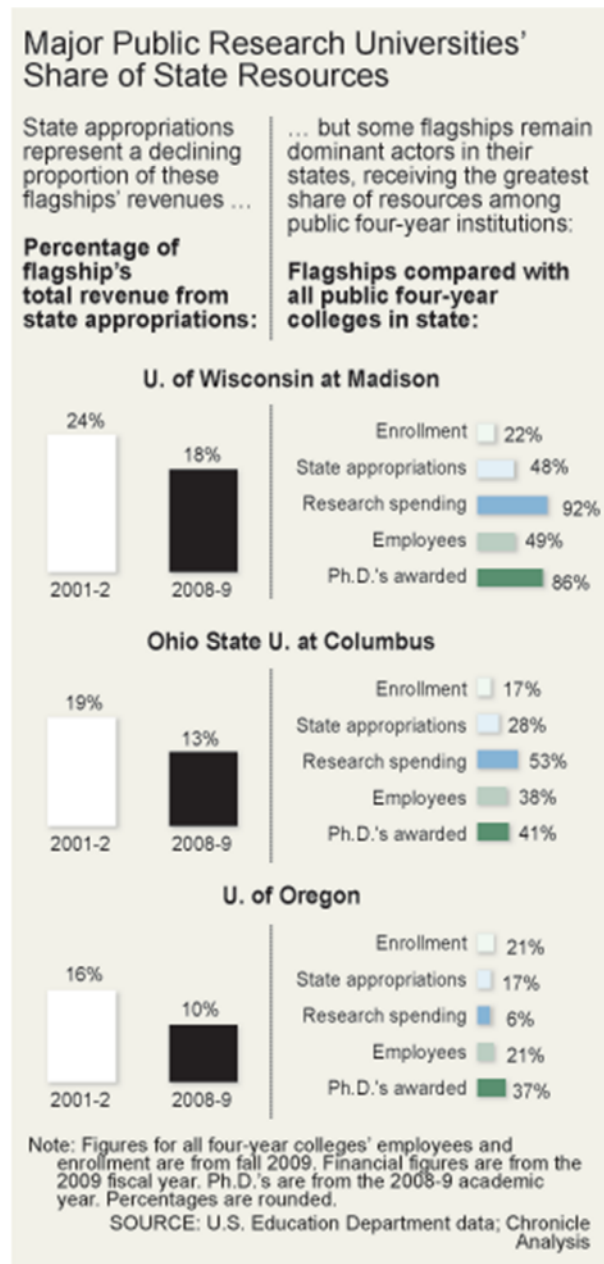 Major Public Research Universities'
Share of State Resources
State appropriations
represent a declining
proportion of these
flagships' revenues ...
Percentage of
flagship's
total revenue from
state appropriations:
... but some flagships remain
dominant actors in their
states, receiving the greatest
share of resources among
public four-year institutions:
Flagships compared with
all public four-year
colleges in state:
U. of Wisconsin at Madison
24%
18%
2001-2
2008-9
Enrollment 22%
State appropriations 48%
Research spending 92%
Employees 49%
Ph.D.'s awarded 86%
Ohio State U. at Columbus
19%
13%
2001-2
2008-9
Enrollment 17%
State appropriations 28%
Research spending 53%
Employees 38%
Ph.D.'s awarded 41%
U. of Oregon
16%
10%
2001-2
2008-9
Enrollment 21%
State appropriations 17%
Research spending 6%
Employees 21%
Ph.D.'s awarded 37%
Note: Figures for all four-year colleges' employees and
enrollment are from fall 2009. Financial figures are from the
2009 fiscal year. Ph.D.'s are from the 2008-9 academic
year. Percentages are rounded.
SOURCE: U.S. Education Department data; Chronicle
Analysis